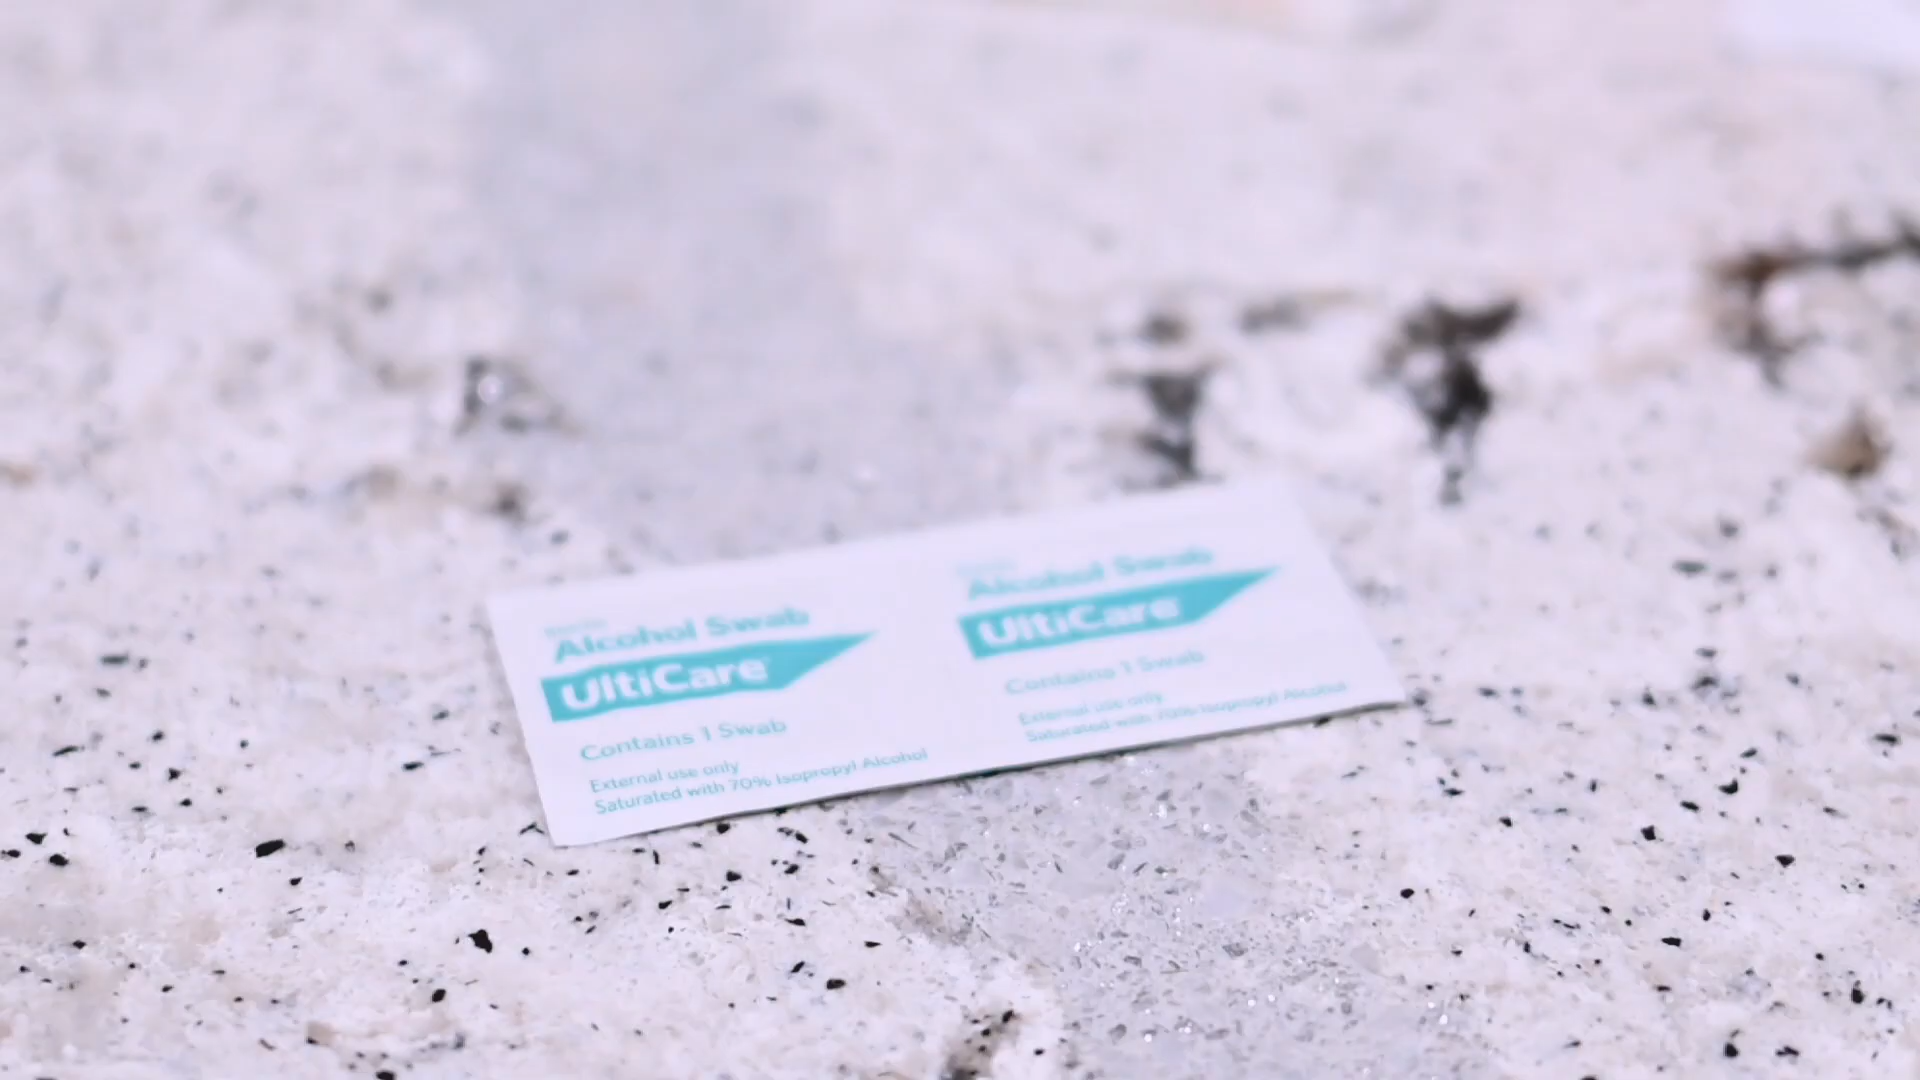 Alcohol Swab
UltiCare
Contains 1 Swab
External use only
Saturated with 70% Isopropyl Alcohol
Alcohol Swab
UltiCare
Contains 1 Swab
External use only
Saturated with 70% Isopropyl Alcohol